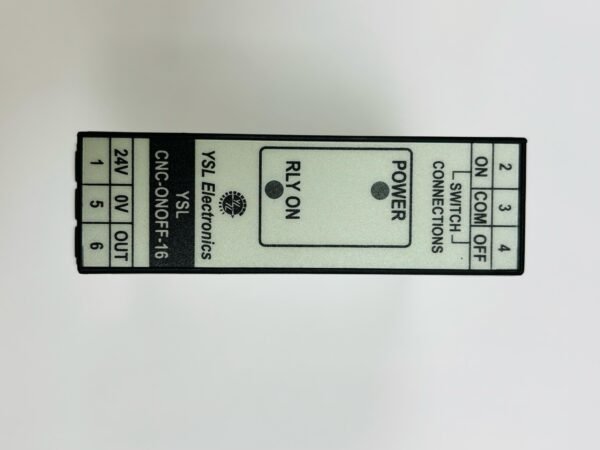 2 3 4
ON COM OFF
SWITCH
CONNECTIONS
POWER
RLY ON
YSL Electronics
YSL
CNC-ONOFF-16
24V 0V OUT
1 5 6